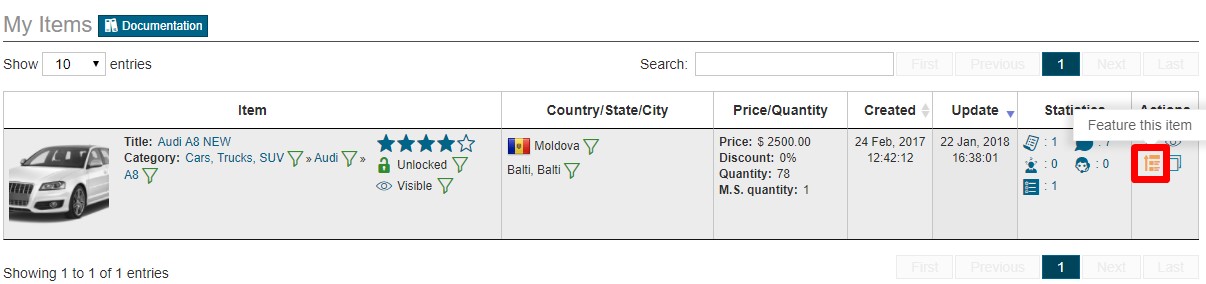 My Items Documentation
Show 10 entries Search: First Previous 1 Next Last
Item Country/State/City Price/Quantity Created Update
Feature this item
Title: Audi A8 NEW
Category: Cars, Trucks, SUV » Audi »
A8
Unlocked
Visible
Moldova
Balti, Balti
Price: $ 2500.00
Discount: 0%
Quantity: 78
M.S. quantity: 1
24 Feb, 2017
12:42:12
22 Jan, 2018
16:38:01
: 1 : 7
: 0 : 0
: 1
Showing 1 to 1 of 1 entries First Previous 1 Next Last